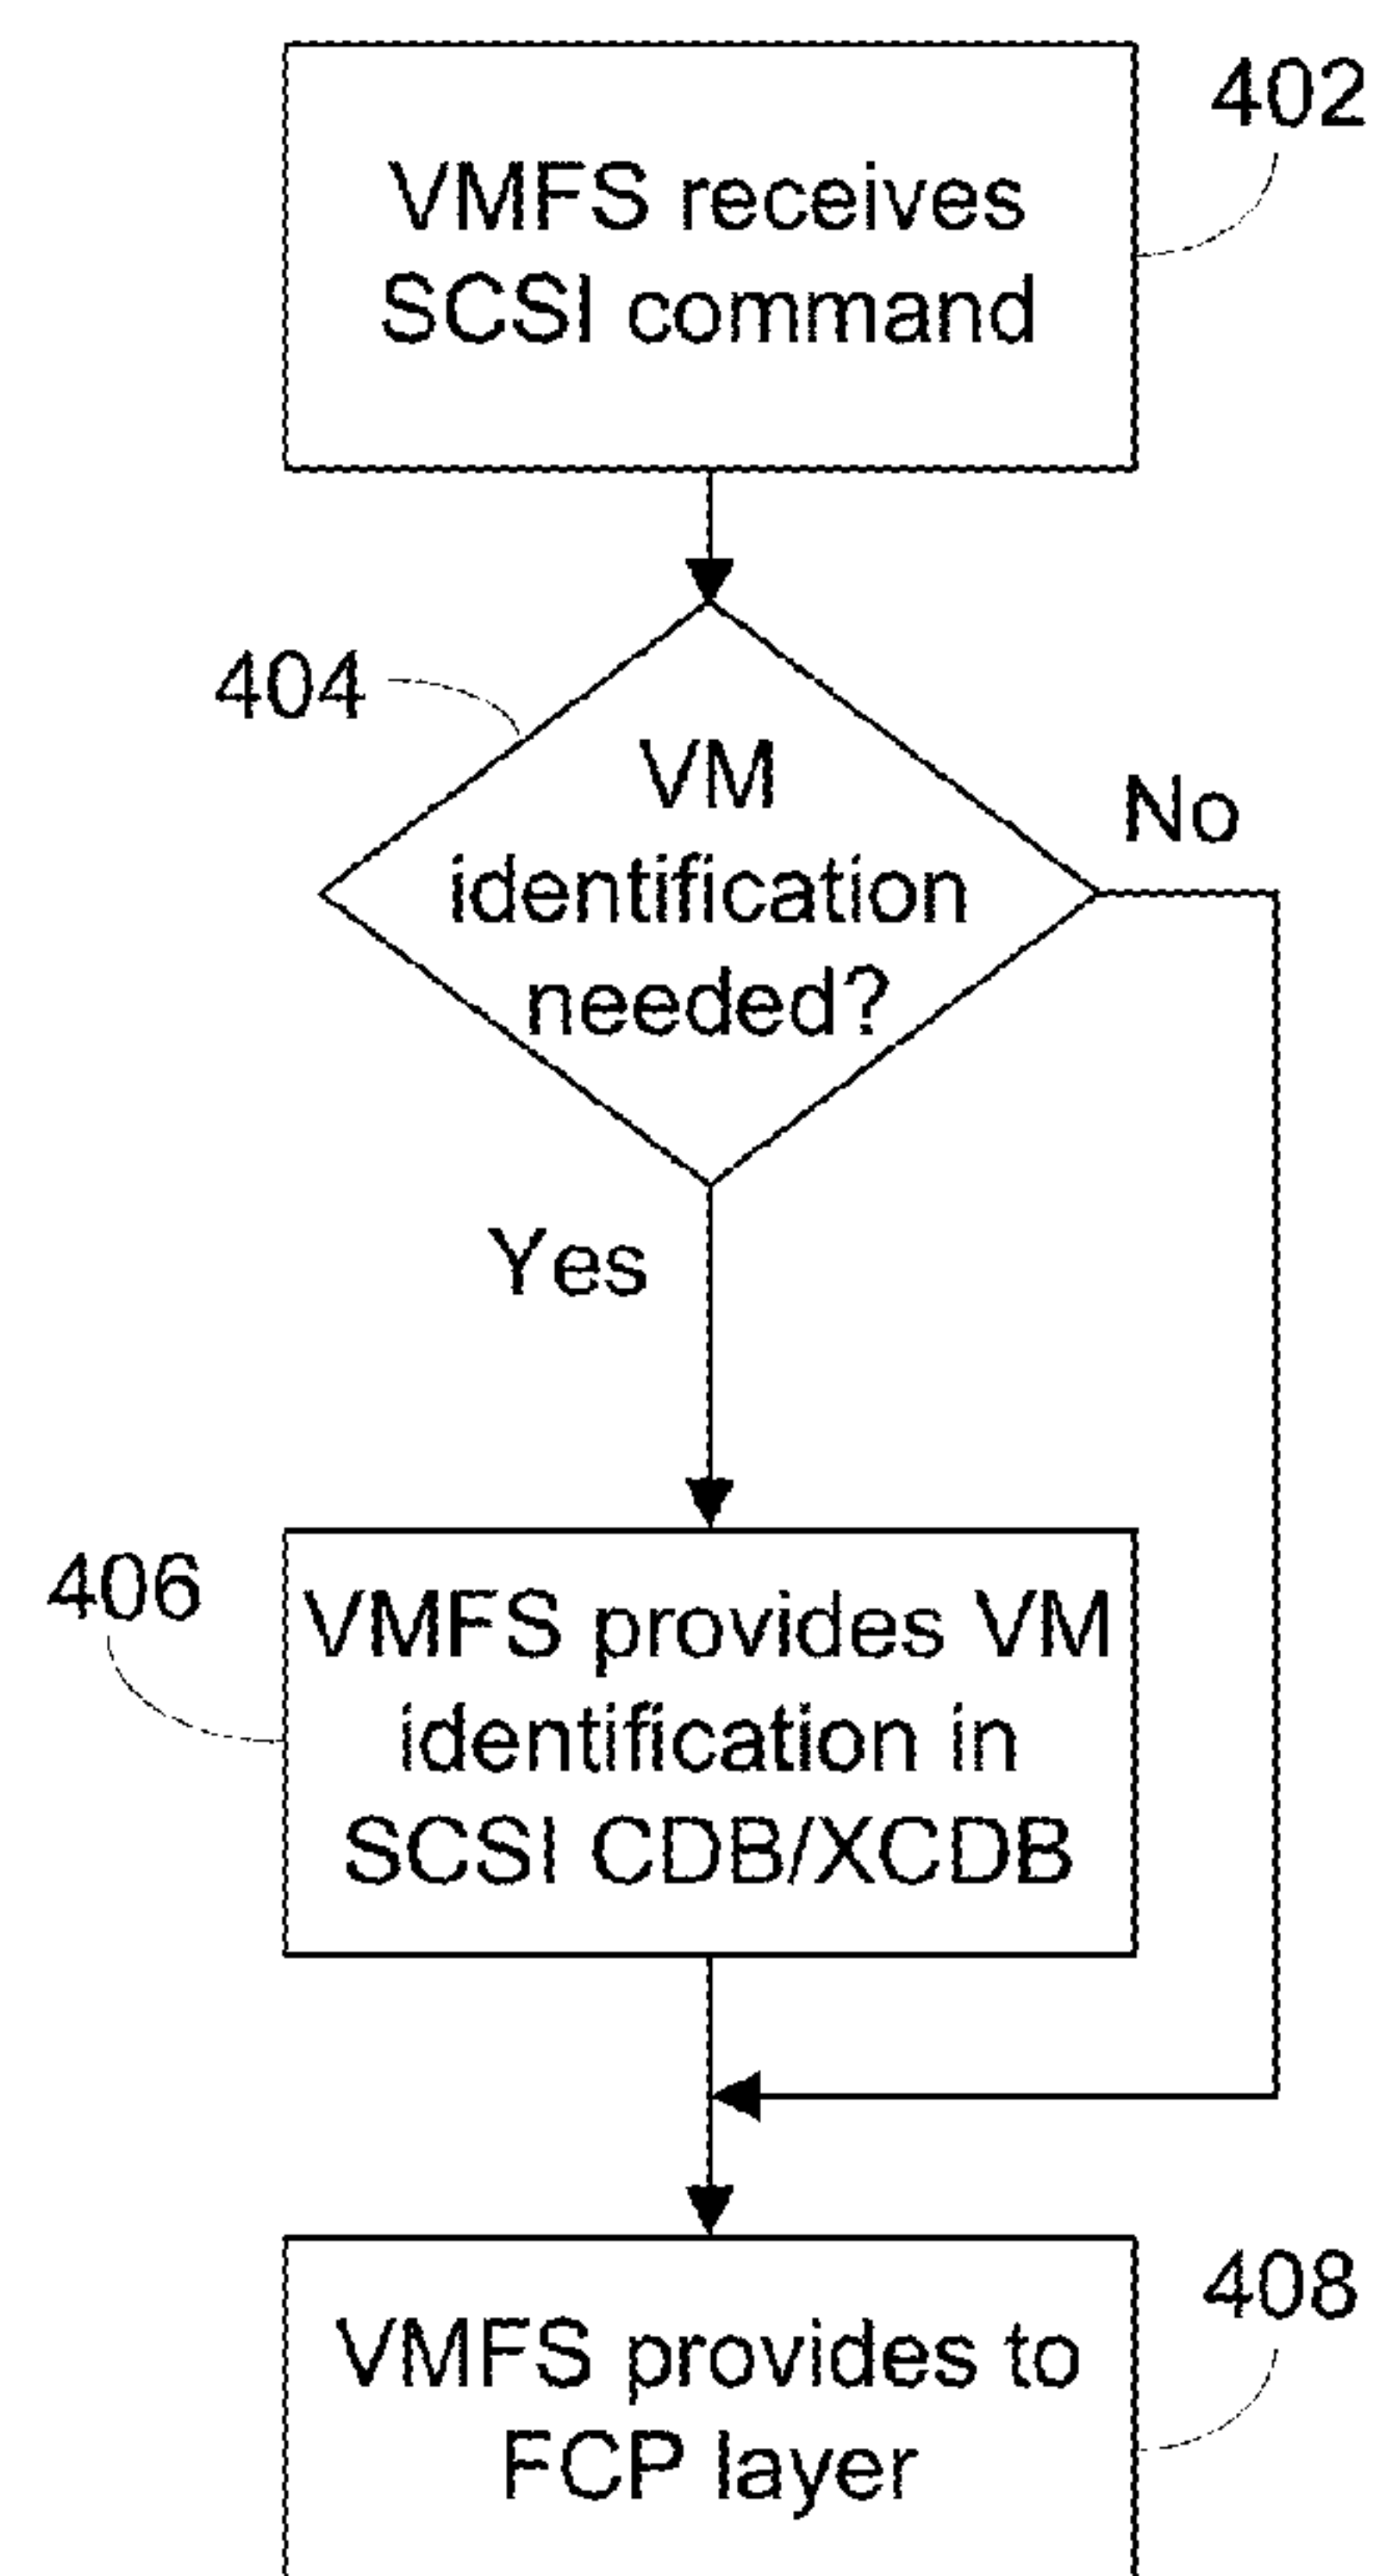 402
VMFS receives
SCSI command
404
VM
identification
needed?
No
Yes
406
VMFS provides VM
identification in
SCSI CDB/XCDB
408
VMFS provides to
FCP layer